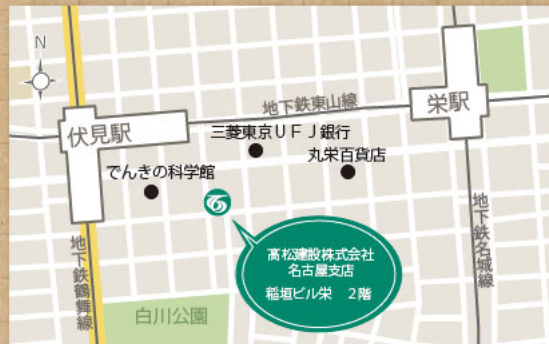 N
地下鉄東山線
栄駅
伏見駅
三菱東京ＵＦＪ銀行
丸栄百貨店
でんきの科学館
髙松建設株式会社
名古屋支店
稲垣ビル栄　２階
地下鉄鶴舞線
地下鉄名城線
白川公園